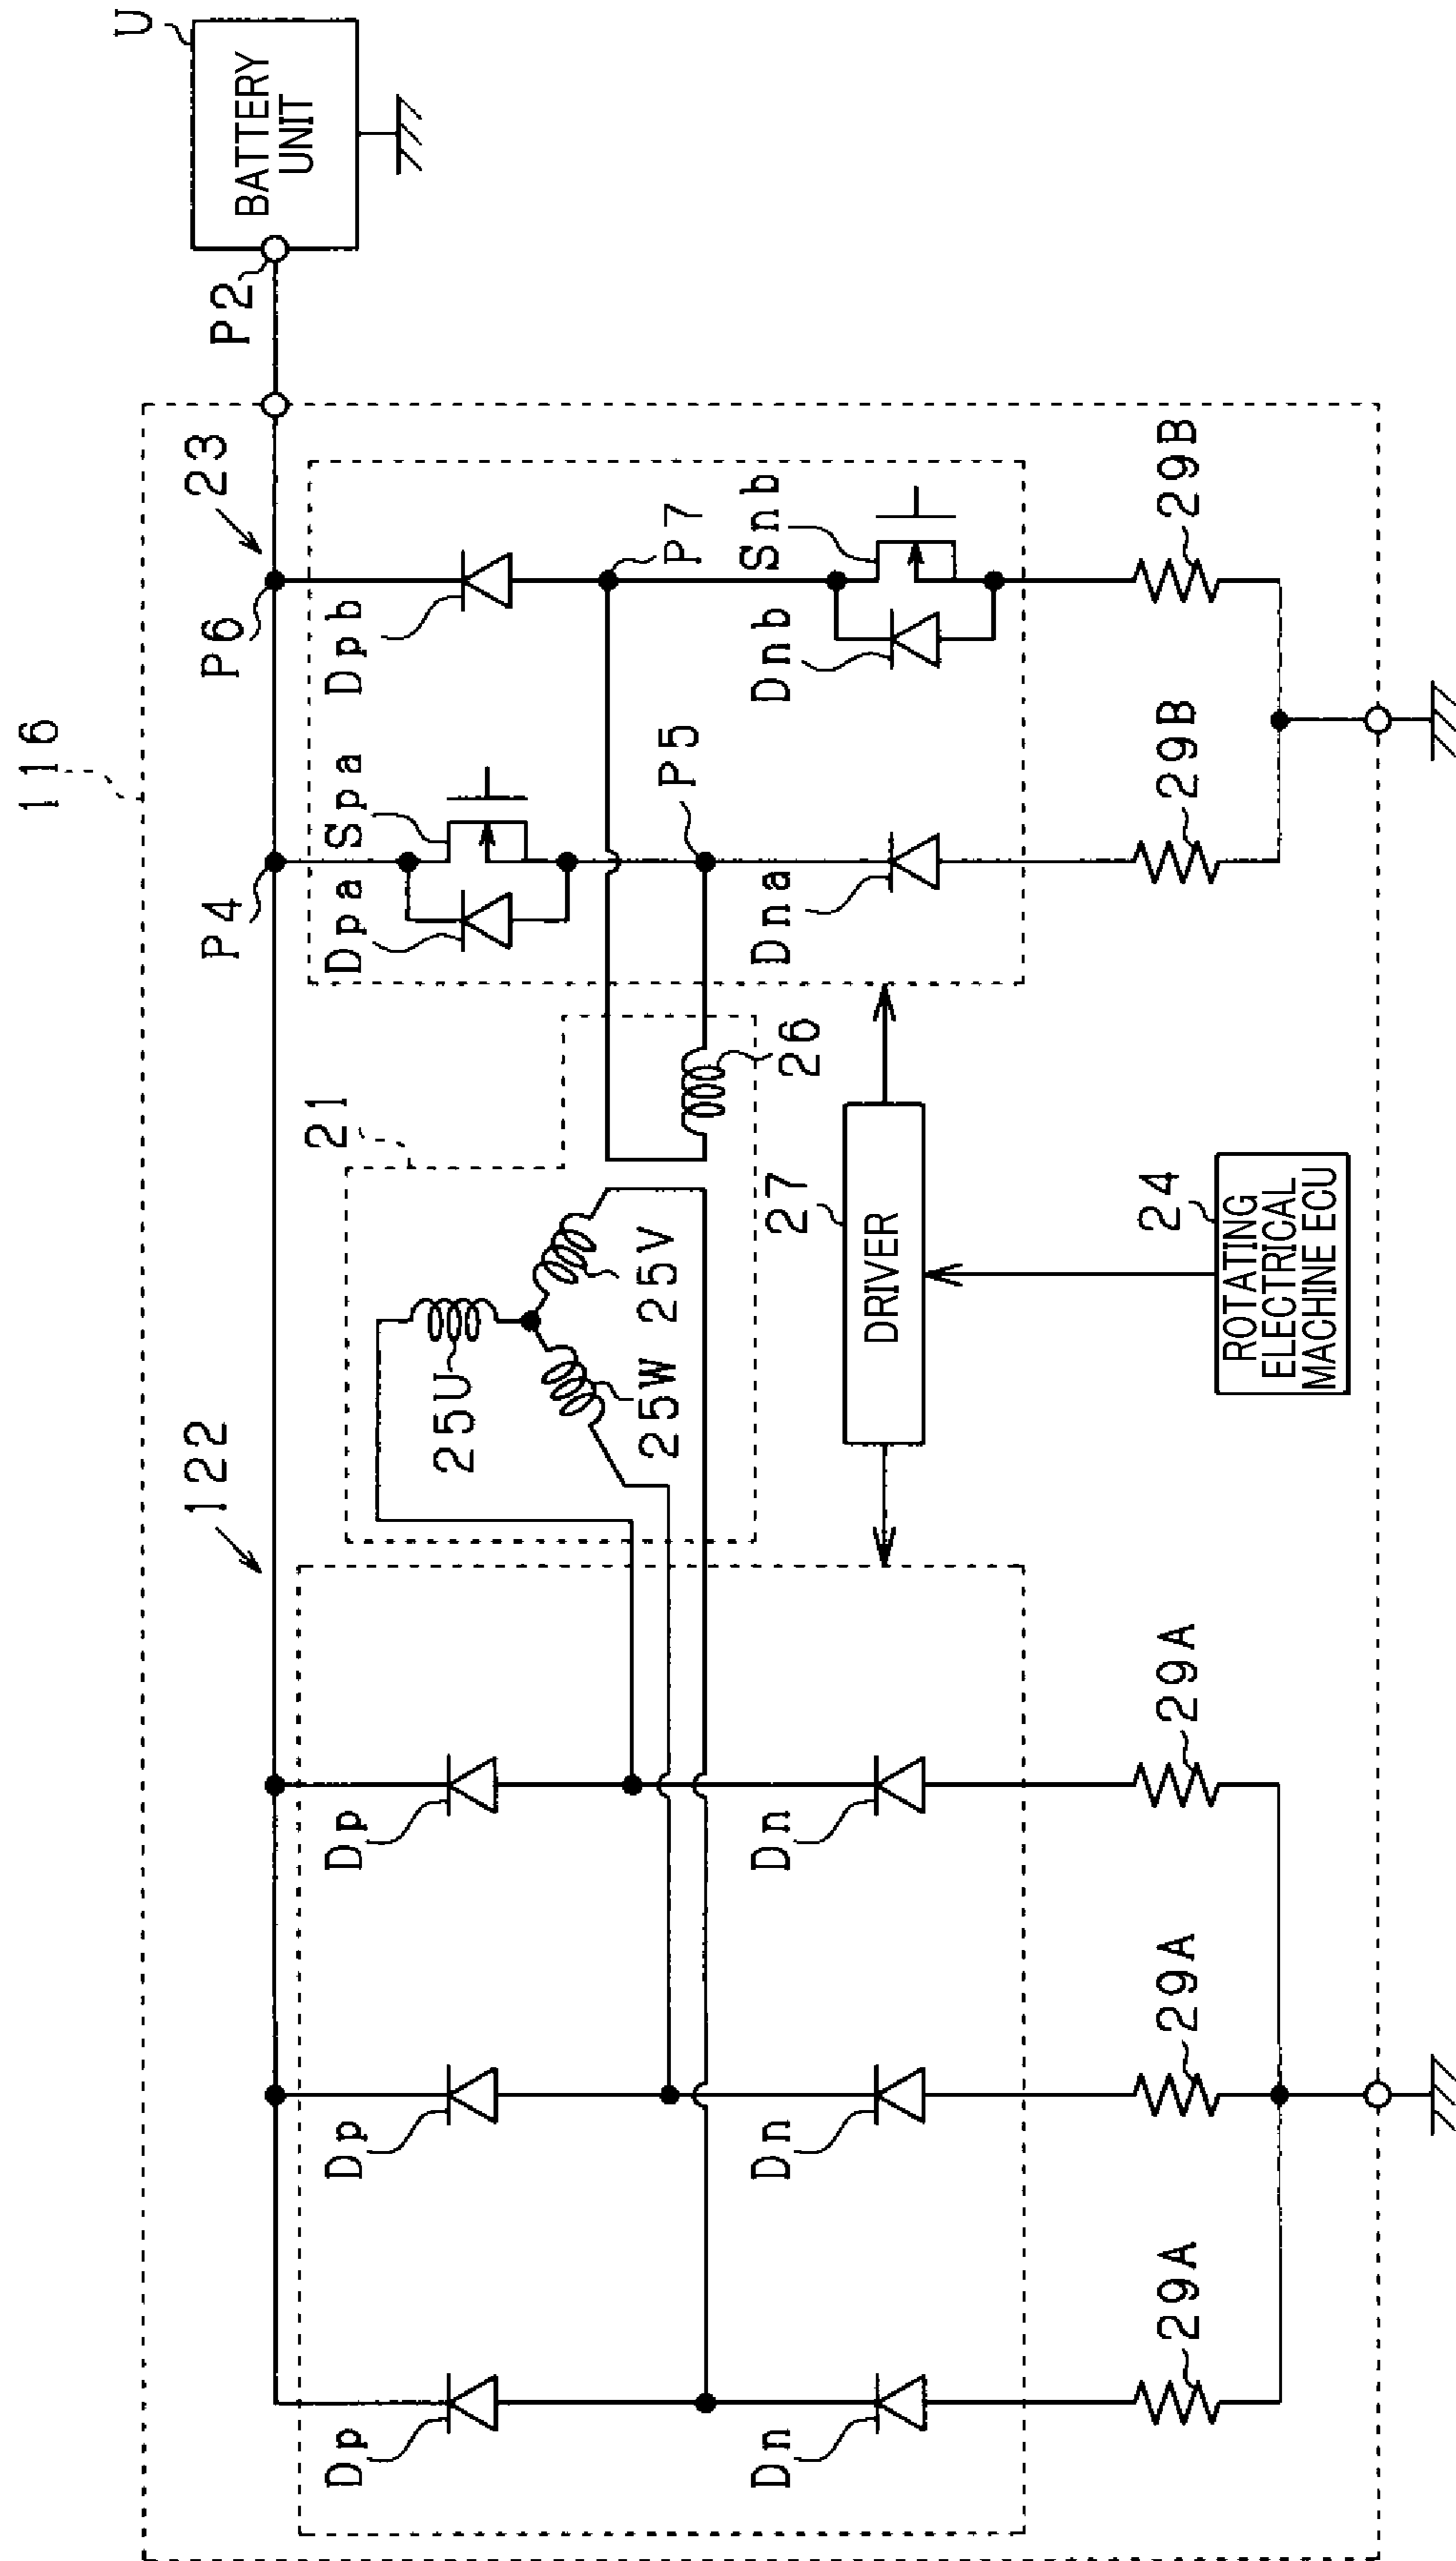 116
122
23
P4
P6
P2
U
BATTERY
UNIT
21
Dp
Dp
Dp
25U
25W
25V
Dpa
Spa
Dpb
P5
P7
26
Dn
Dn
Dn
27
DRIVER
Dna
Dnb
Snb
29A
29A
29A
24
ROTATING
ELECTRICAL
MACHINE ECU
29B
29B